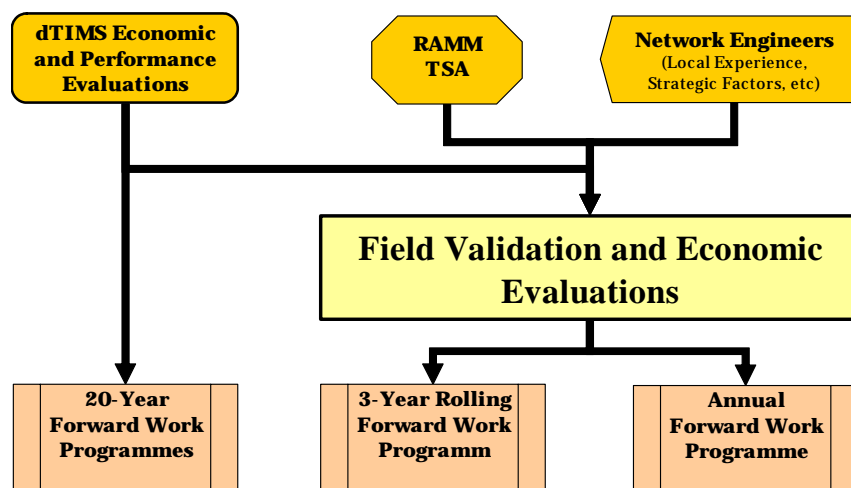 dTIMS Economic
and Performance
Evaluations
RAMM
TSA
Network Engineers
(Local Experience,
Strategic Factors, etc)
Field Validation and Economic
Evaluations
20-Year
Forward Work
Programmes
3-Year Rolling
Forward Work
Programm
Annual
Forward Work
Programme